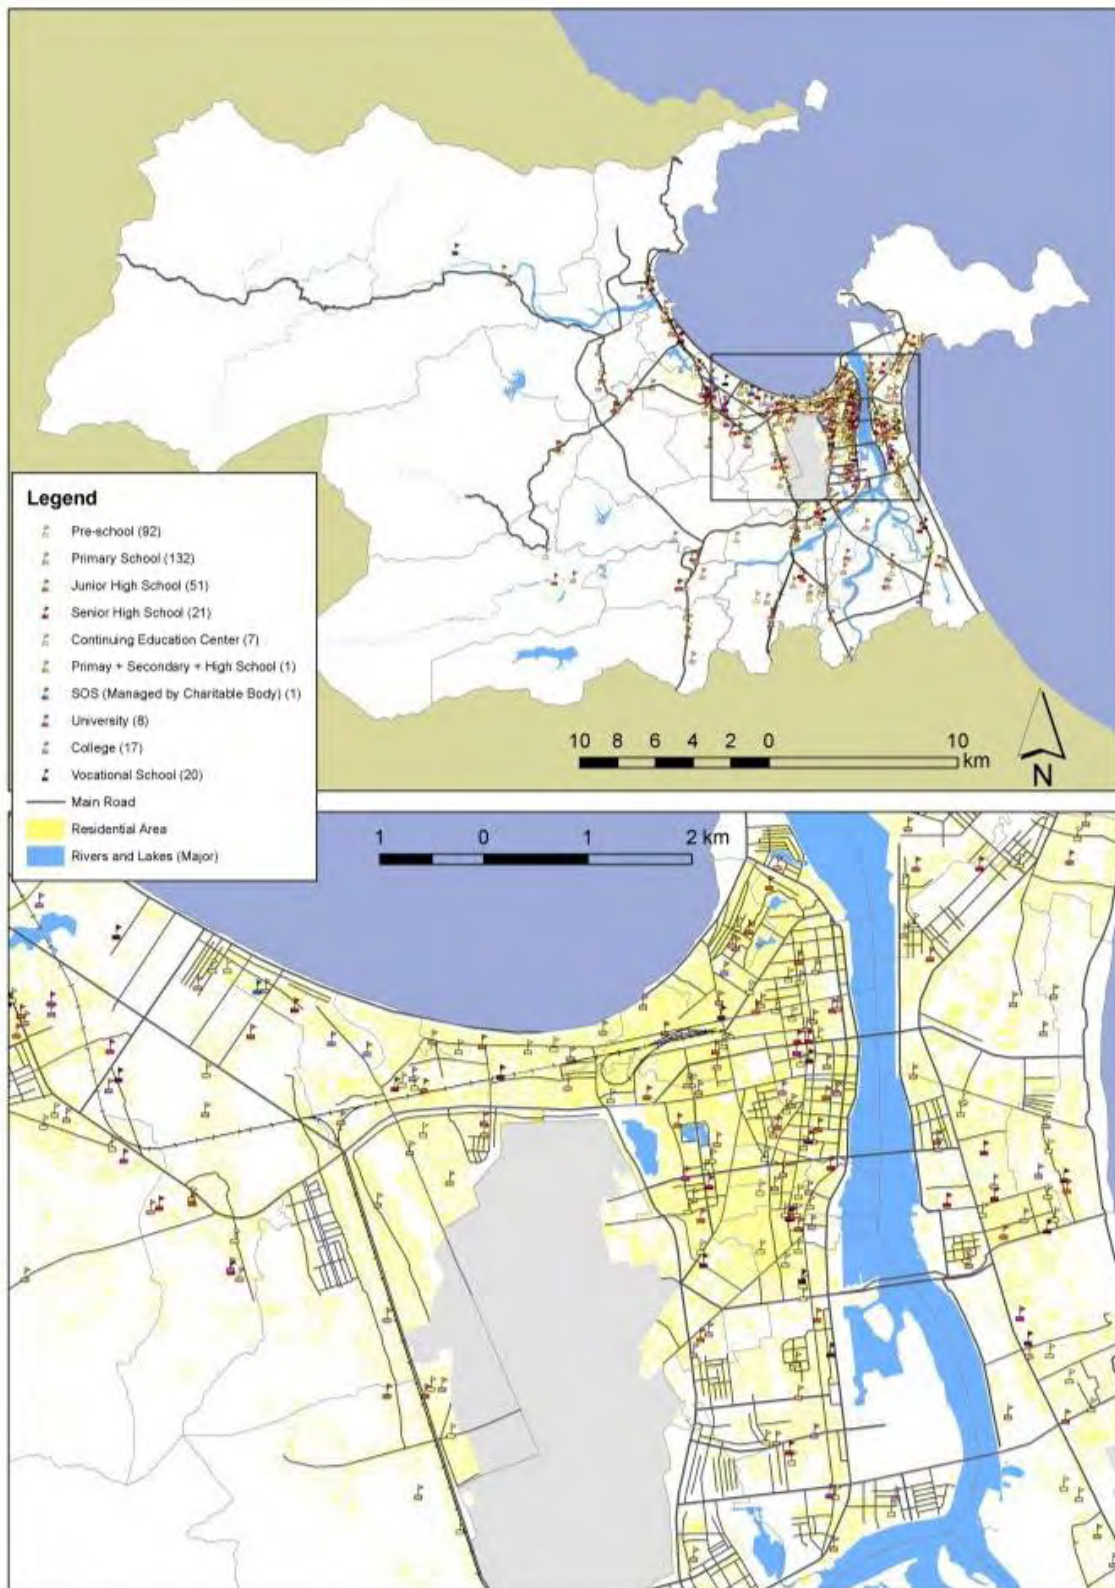 Legend
Pre-school (92)
Primary School (132)
Junior High School (51)
Senior High School (21)
Continuing Education Center (7)
Primay + Secondary + High School (1)
SOS (Managed by Charitable Body) (1)
University (8)
College (17)
Vocational School (20)
Main Road
Residential Area
Rivers and Lakes (Major)
10 8 6 4 2 0 10
km
N
1 0 1 2 km